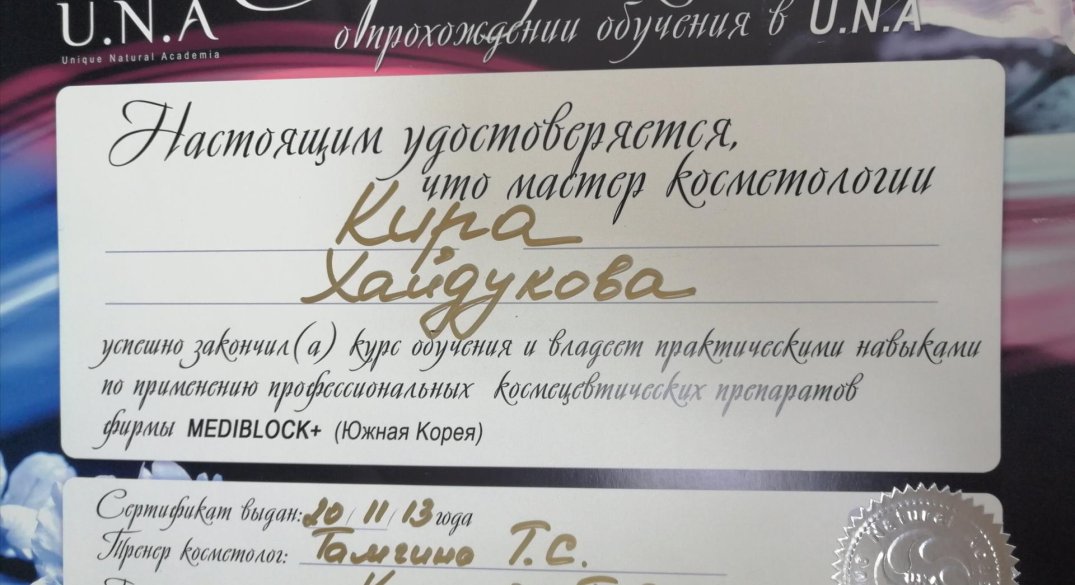 U.N.A
Unique Natural Academia
о прохождении обучения в U.N.A
Настоящим удостоверяется,
что мастер косметологии
Кира
Хайдукова
успешно закончил(а) курс обучения и владеет практическими навыками
по применению профессиональных космецевтических препаратов
фирмы MEDIBLOCK+ (Южная Корея)
Сертификат выдан: 20/11/13 года
Тренер косметолог: Т.С.
Natural